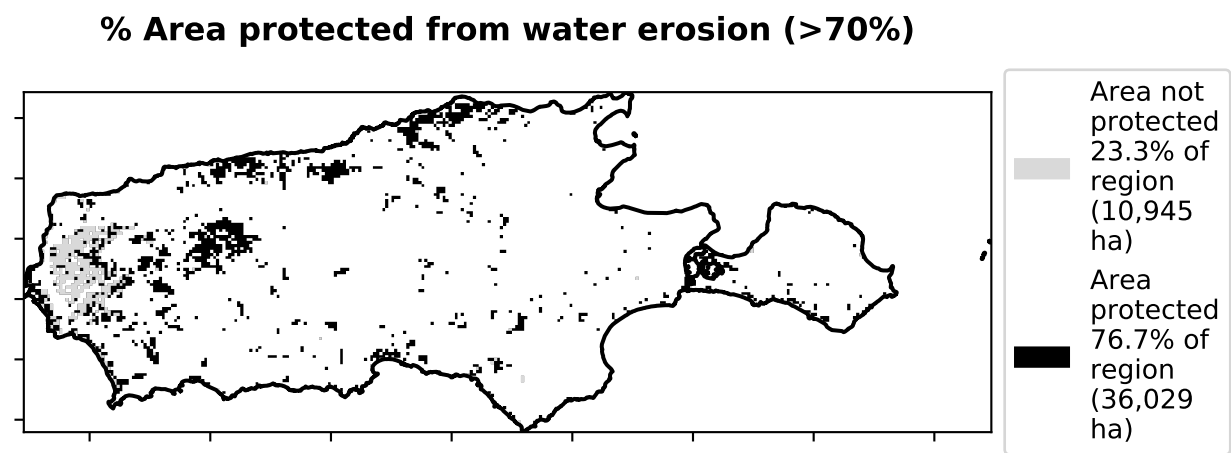 % Area protected from water erosion (>70%)
Area not
protected
23.3% of
region
(10,945
ha)
Area
protected
76.7% of
region
(36,029
ha)